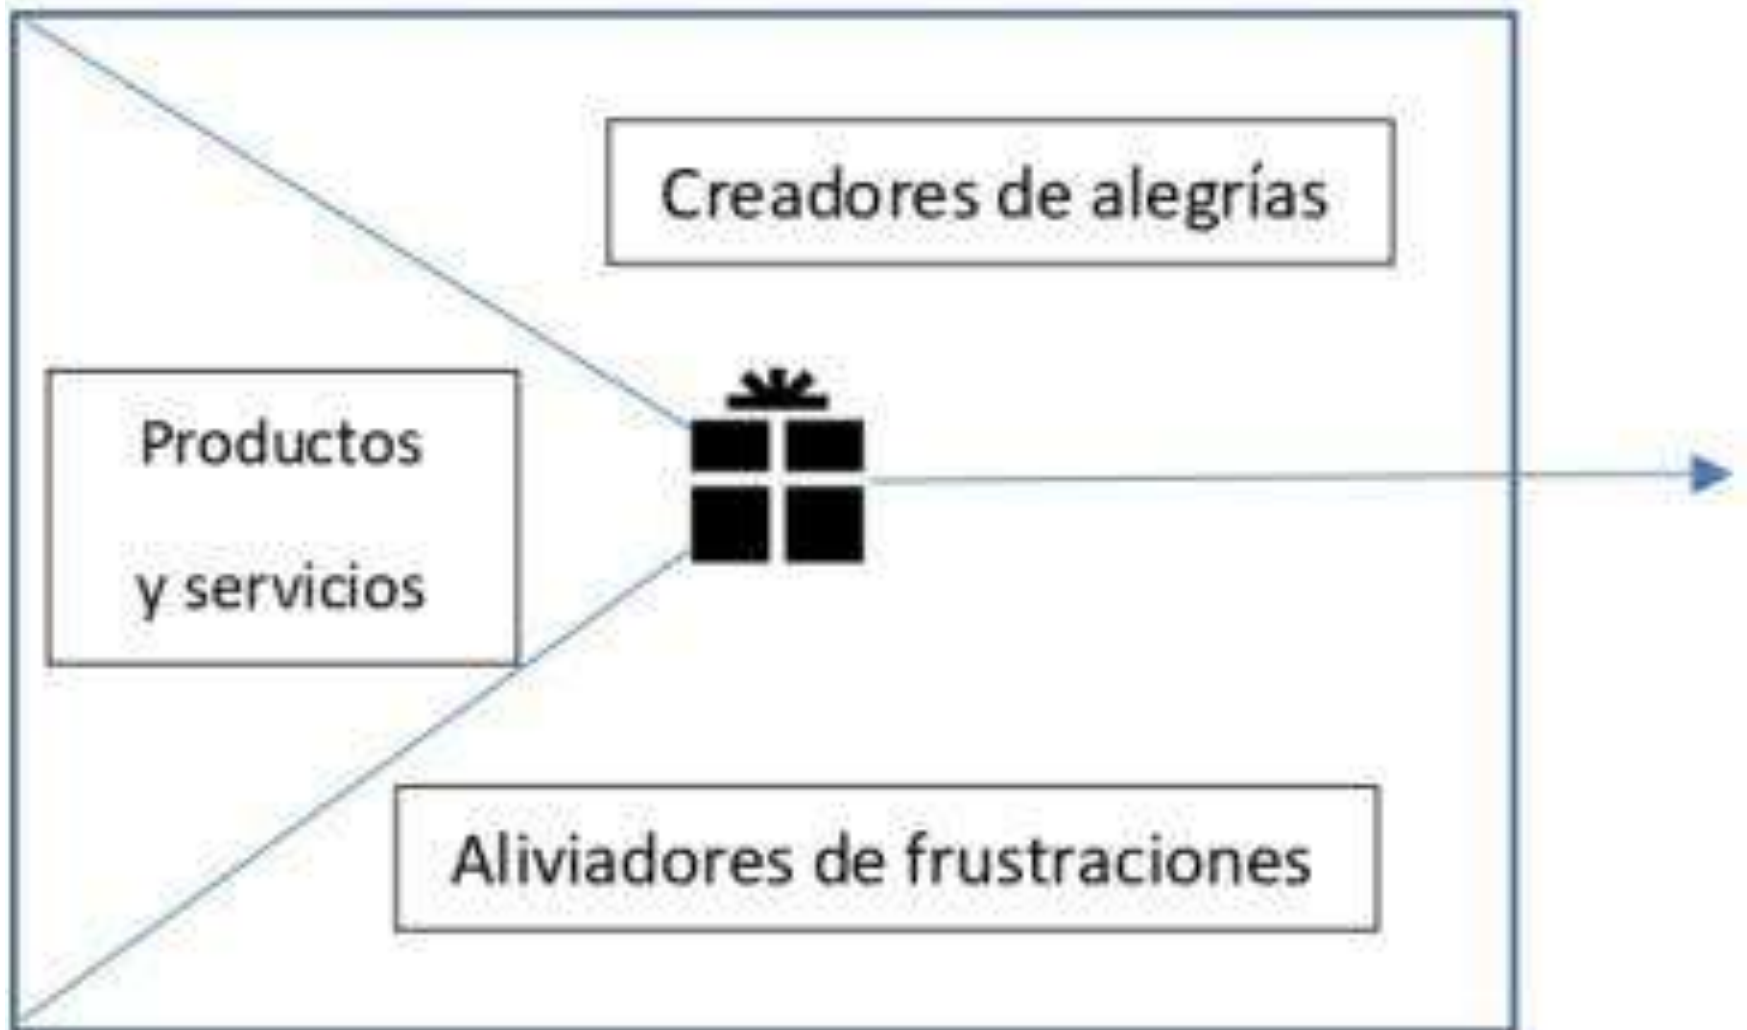 Creadores de alegrías
Productos
y servicios
Aliviadores de frustraciones